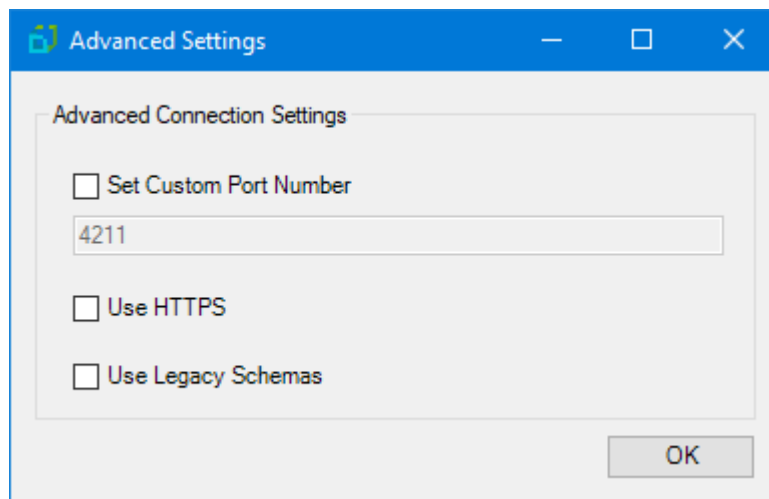 Advanced Settings
Advanced Connection Settings
Set Custom Port Number
4211
Use HTTPS
Use Legacy Schemas
OK